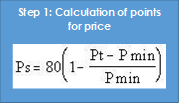 Step 1: Calculation of points
for price
Ps = 80(1- Pt - P min / P min)